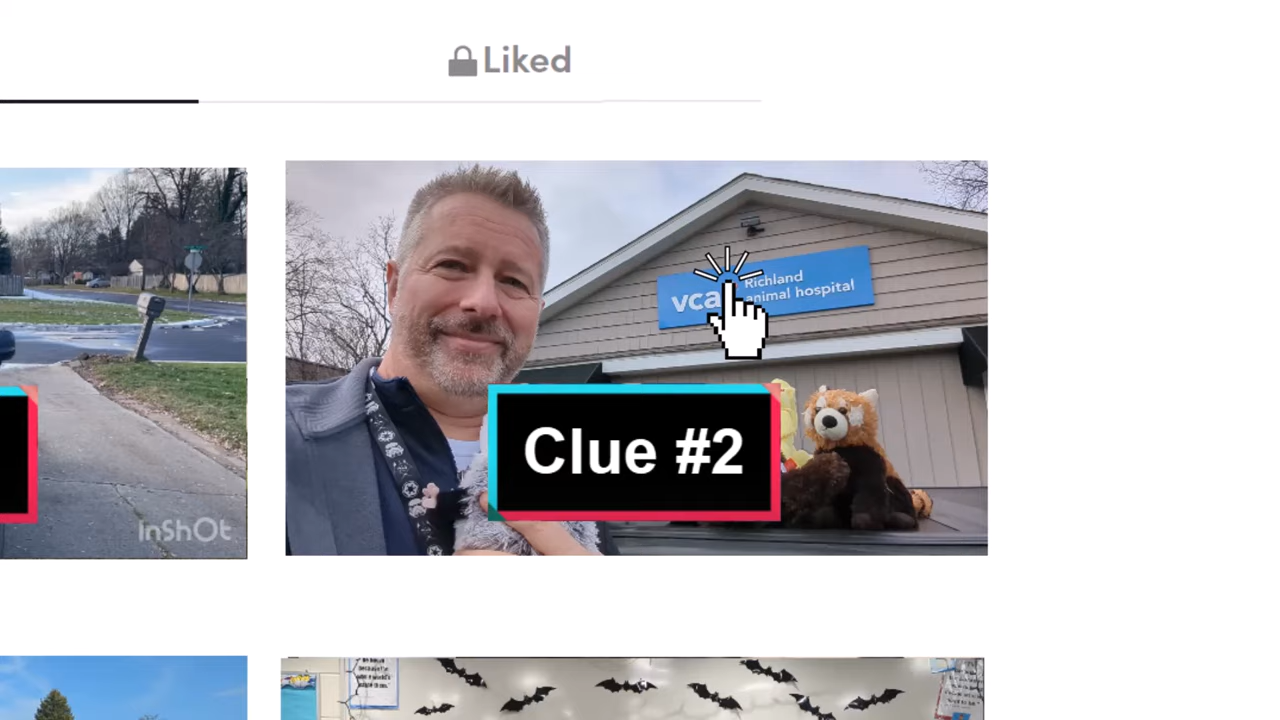 Liked
vca
Richland
animal hospital
Clue #2
InShOt